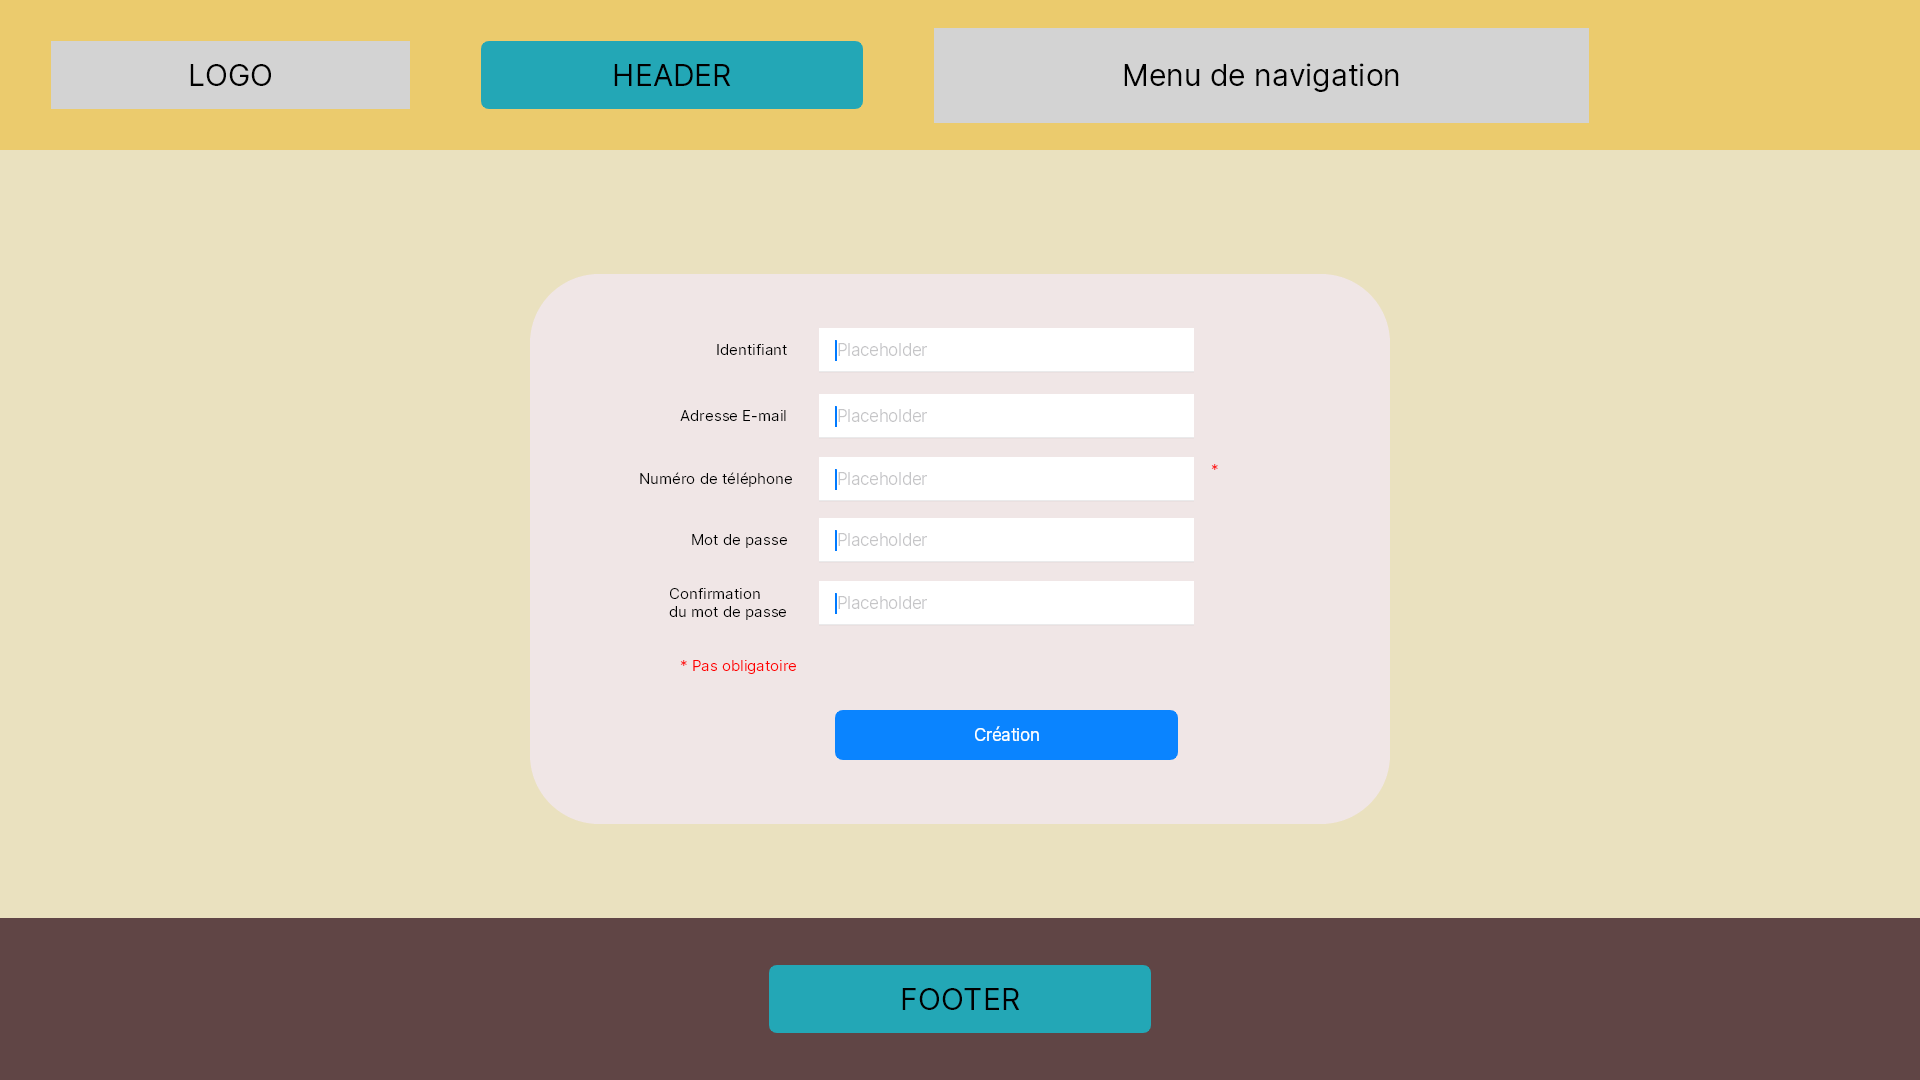 LOGO
HEADER
Menu de navigation
Identifiant
Placeholder
Adresse E-mail
Placeholder
Numéro de téléphone
Placeholder
*
Mot de passe
Placeholder
Confirmation
du mot de passe
Placeholder
* Pas obligatoire
Création
FOOTER